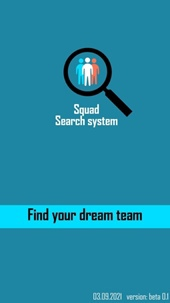 Squad
Search system
Find your dream team
03.09.2021 version: beta 0.1